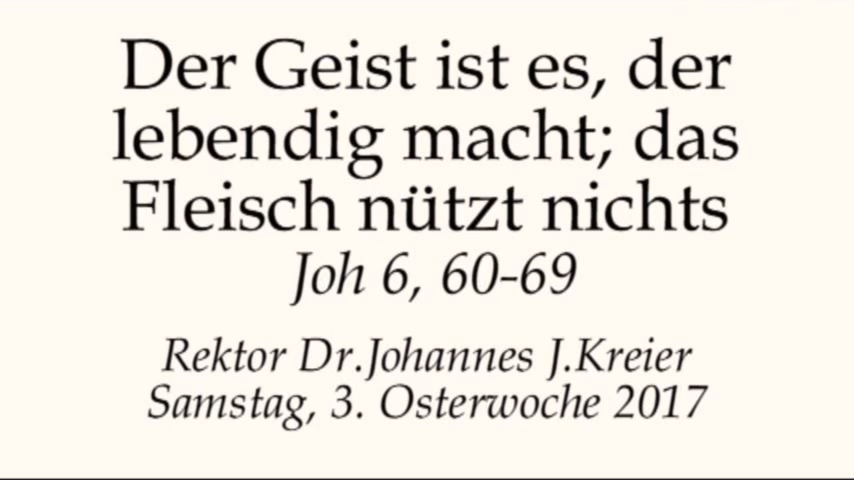 Der Geist ist es, der
lebendig macht; das
Fleisch nützt nichts
Joh 6, 60-69
Rektor Dr.Johannes J.Kreier
Samstag, 3. Osterwoche 2017